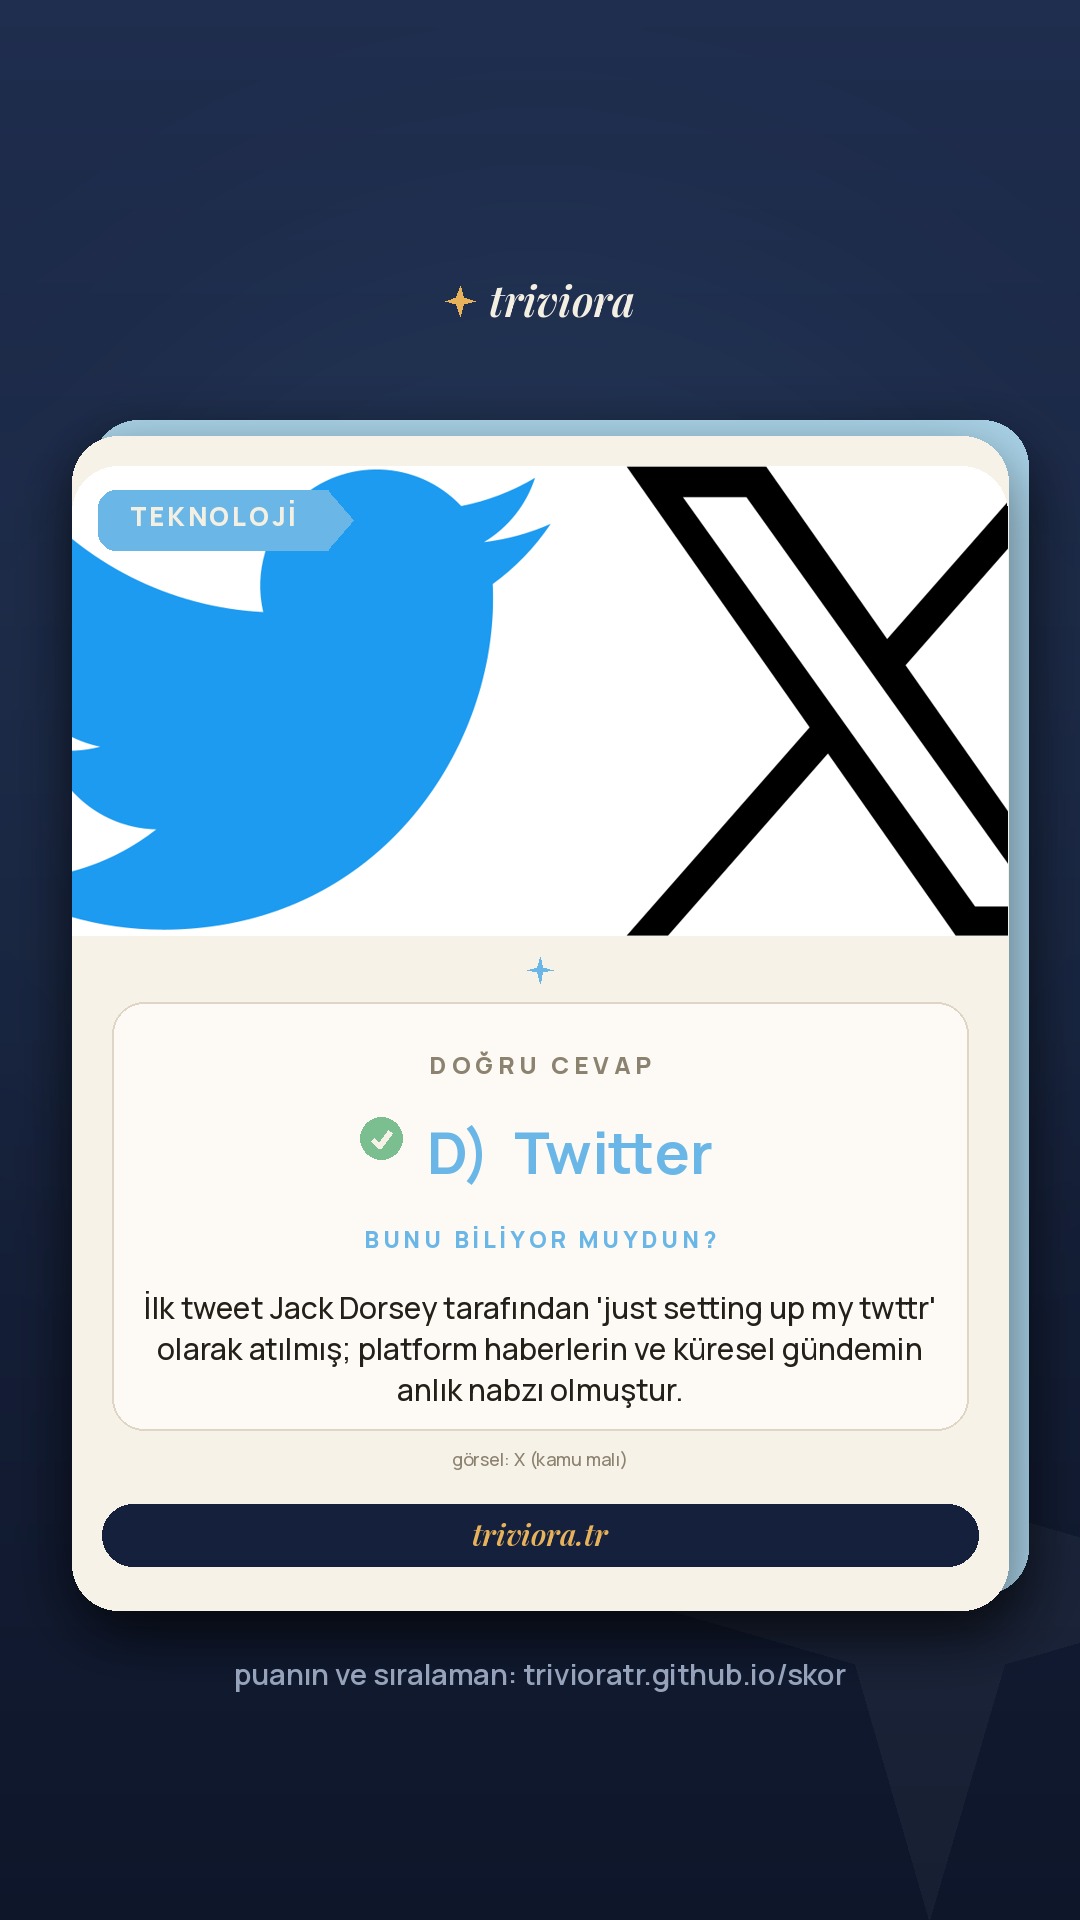 triviora
TEKNOLOJİ
DOĞRU CEVAP
D) Twitter
BUNU BİLİYOR MUYDUN?
İlk tweet Jack Dorsey tarafından 'just setting up my twttr'
olarak atılmış; platform haberlerin ve küresel gündemin
anlık nabzı olmuştur.
görsel: X (kamu malı)
triviora.tr
puanın ve sıralaman: trivioratr.github.io/skor